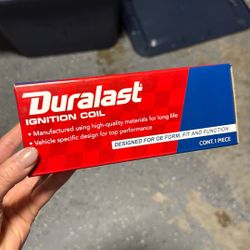 Duralast
IGNITION COIL
• Manufactured using high-quality materials for long life
• Vehicle specific design for top performance
DESIGNED FOR OE FORM, FIT AND FUNCTION.
CONT. 1 PIECE